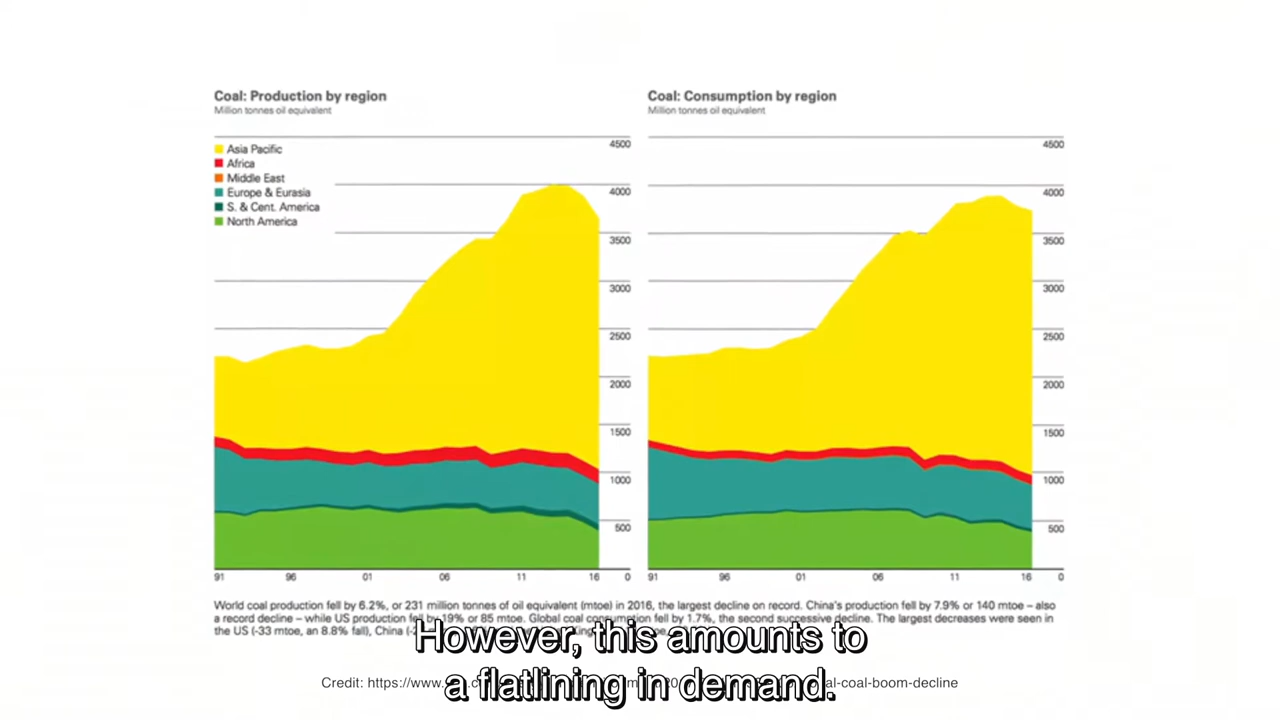 Coal: Production by region
Million tonnes oil equivalent
4500
Asia Pacific
Africa
Middle East
Europe & Eurasia
S. & Cent. America
North America
4000
3500
3000
2500
2000
1500
1000
500
0
91 96 01 06 11 16
Coal: Consumption by region
Million tonnes oil equivalent
4500
4000
3500
3000
2500
2000
1500
1000
500
0
91 96 01 06 11 16
World coal production fell by 6.2%, or 231 million tonnes of oil equivalent (mtoe) in 2016, the largest decline on record. China's production fell by 7.9% or 140 mtoe – also
a record decline – while US production fell by 19% or 85 mtoe. Global coal consumption fell by 1.7%, the second successive decline. The largest decreases were seen in
the US (-33 mtoe, an 8.8% fall), China
However, this amounts to
a flatlining in demand.
Credit: https://www. al-coal-boom-decline